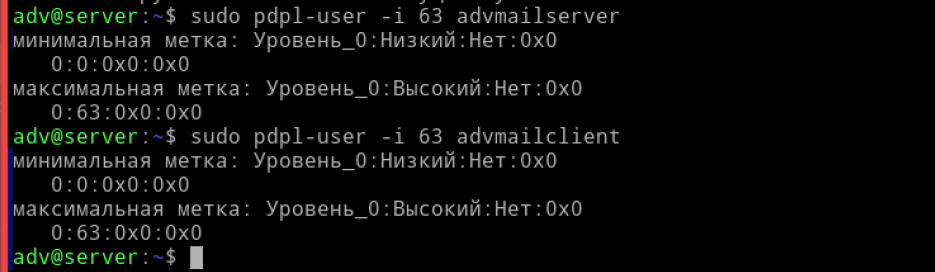 adv@server:~$ sudo pdpl-user -i 63 advmailserver
минимальная метка: Уровень_0:Низкий:Нет:0x0
0:0:0x0:0x0
максимальная метка: Уровень_0:Высокий:Нет:0x0
0:63:0x0:0x0
adv@server:~$ sudo pdpl-user -i 63 advmailclient
минимальная метка: Уровень_0:Низкий:Нет:0x0
0:0:0x0:0x0
максимальная метка: Уровень_0:Высокий:Нет:0x0
0:63:0x0:0x0
adv@server:~$